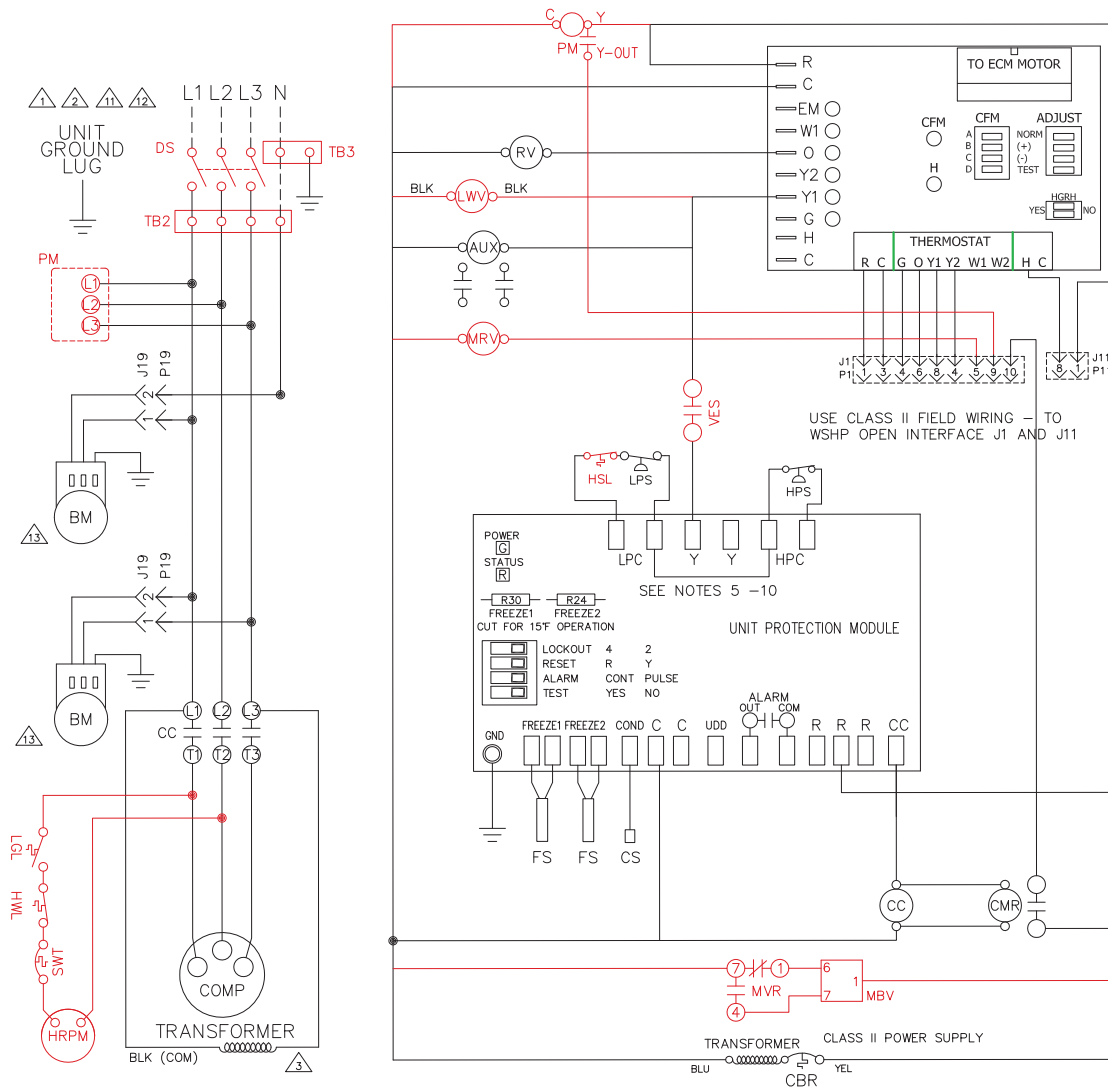 C Y
PM Y-OUT
1 2 11 12
L1 L2 L3 N
UNIT
GROUND
LUG
DS
TB3
TB2
PM
L1
L2
L3
J19
P19
2
1
BM
13
J19
P19
2
1
BM
13
L1 L2 L3
CC
T1 T2 T3
LGL
HWL
SWT
HRPM
COMP
TRANSFORMER
BLK (COM)
3
RV
BLK LWV BLK
AUX
MRV
VES
R
C
EM
W1
O
Y2
Y1
G
H
C
TO ECM MOTOR
CFM
H
CFM
A
B
C
D
ADJUST
NORM
(+)
(-)
TEST
HGRH
YES NO
THERMOSTAT
R C G O Y1 Y2 W1 W2 H C
J1
P1
1 3 4 6 8 4 5 9 10
8 1
J11
P11
USE CLASS II FIELD WIRING - TO
WSHP OPEN INTERFACE J1 AND J11
HSL LPS
HPS
POWER
G
STATUS
R
LPC Y Y HPC
SEE NOTES 5 -10
R30 R24
FREEZE1 FREEZE2
CUT FOR 15°F OPERATION
UNIT PROTECTION MODULE
LOCKOUT 4 2
RESET R Y
ALARM CONT PULSE
TEST YES NO
ALARM
OUT COM
GND
FREEZE1 FREEZE2 COND C C UDD R R R CC
FS FS CS
CC CMR
7 1
MVR
4
6
7
1
MBV
TRANSFORMER CLASS II POWER SUPPLY
BLU CBR YEL